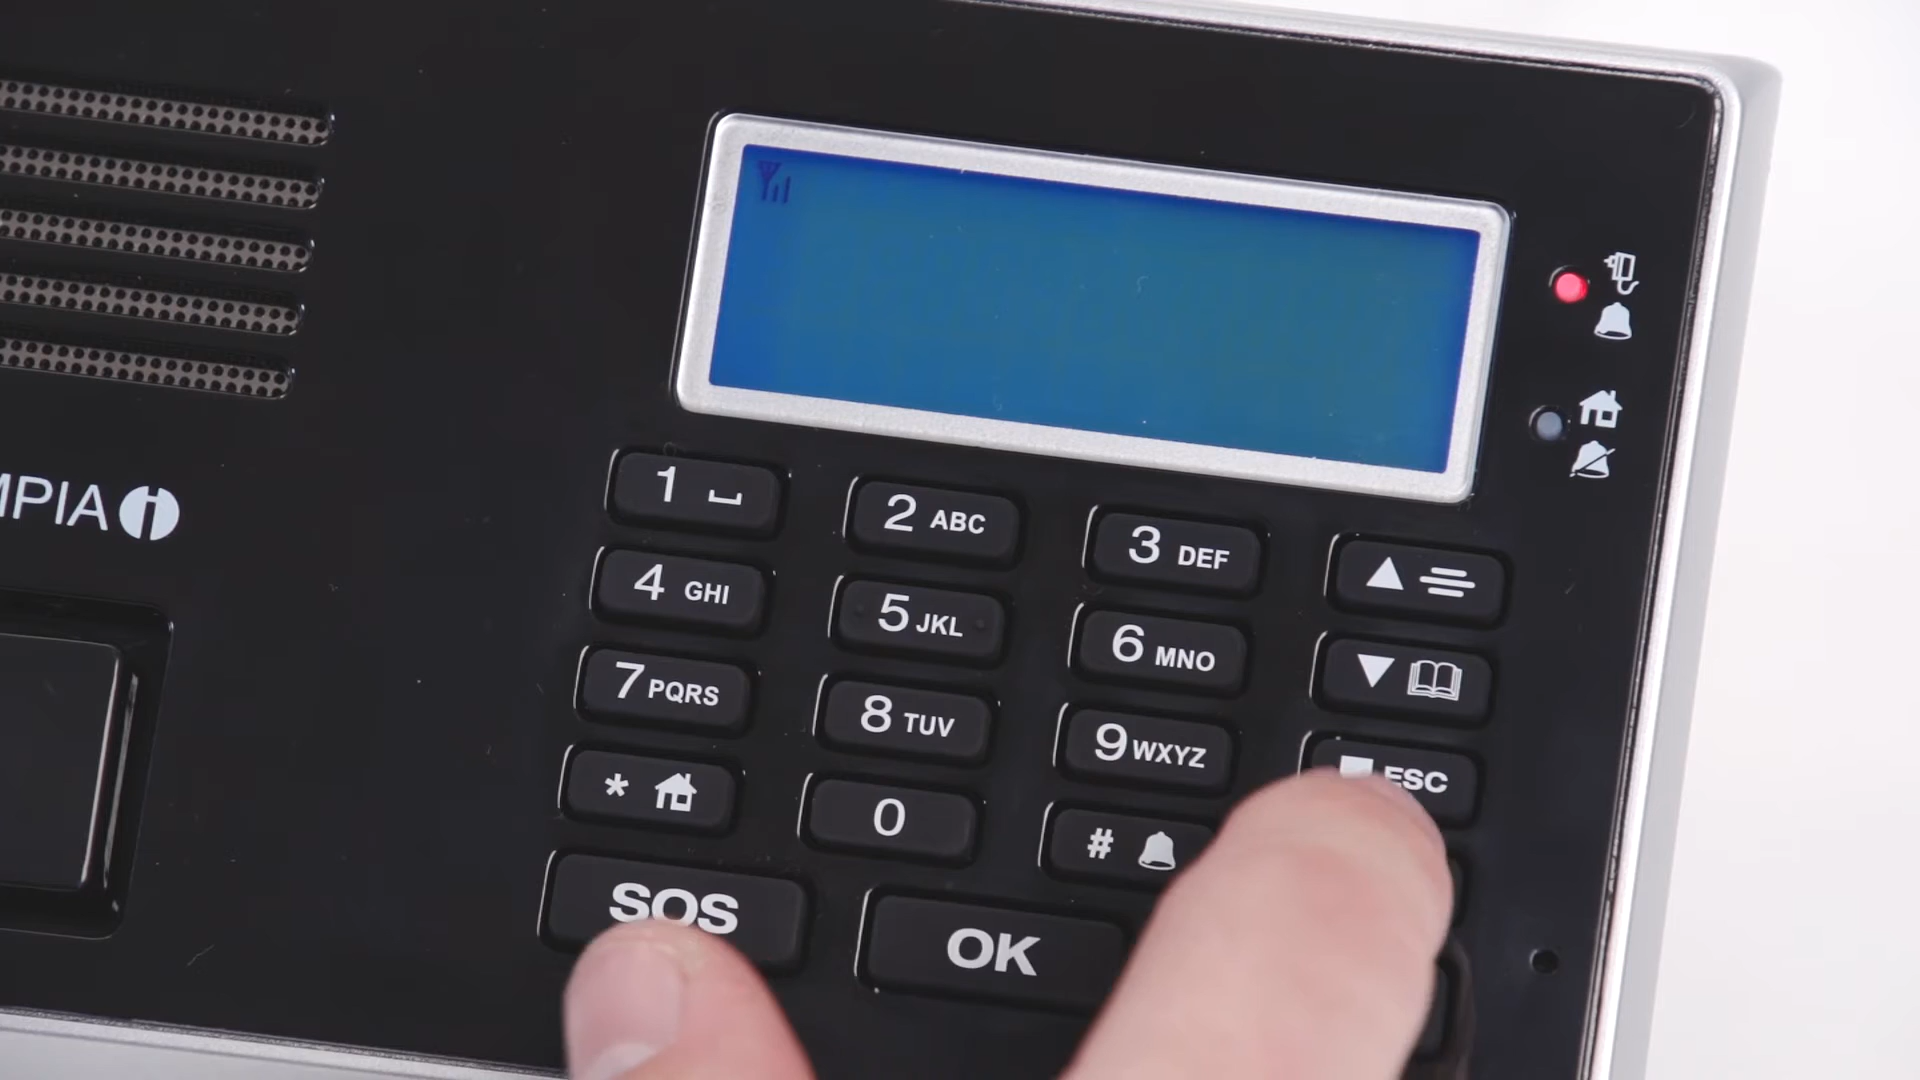 MPIA
1
2 ABC
3 DEF
4 GHI
5 JKL
6 MNO
7 PQRS
8 TUV
9 WXYZ
ESC
*
0
#
SOS
OK